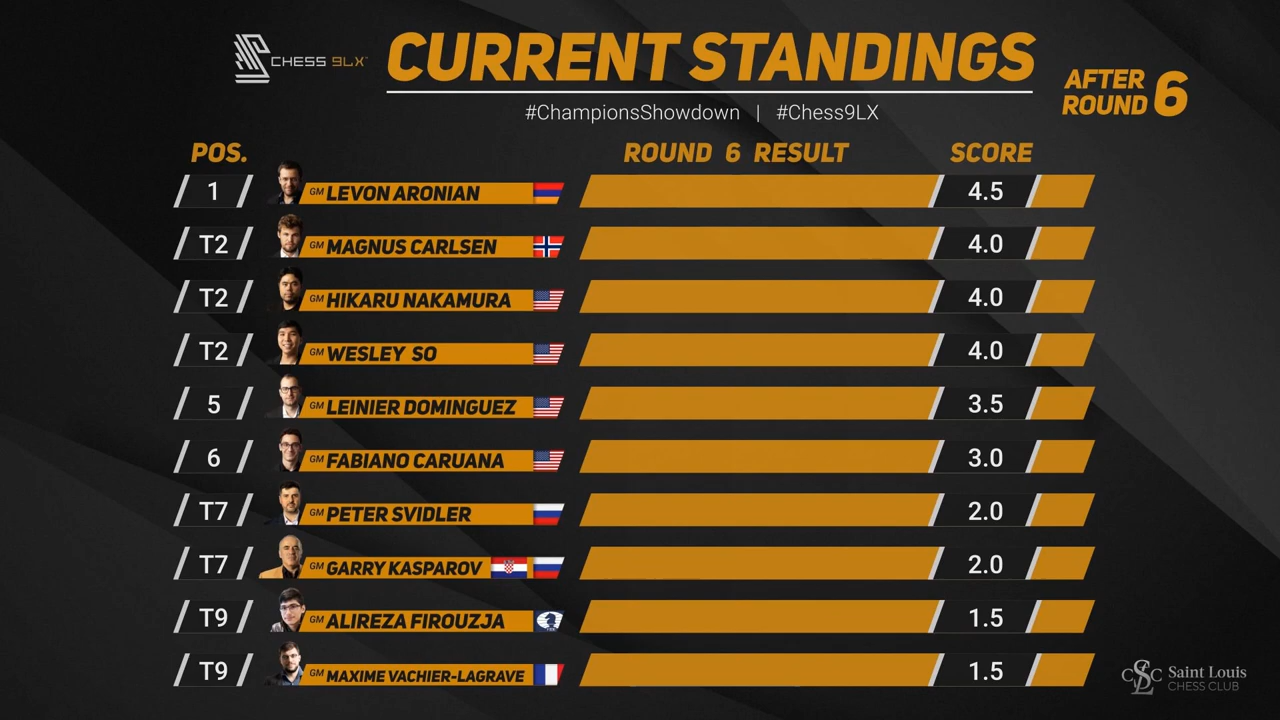 CHESS 9LX
CURRENT STANDINGS
AFTER
ROUND 6
#ChampionsShowdown | #Chess9LX
POS. ROUND 6 RESULT SCORE
1 GM LEVON ARONIAN 4.5
T2 GM MAGNUS CARLSEN 4.0
T2 GM HIKARU NAKAMURA 4.0
T2 GM WESLEY SO 4.0
5 GM LEINIER DOMINGUEZ 3.5
6 GM FABIANO CARUANA 3.0
T7 GM PETER SVIDLER 2.0
T7 GM GARRY KASPAROV 2.0
T9 GM ALIREZA FIROUZJA 1.5
T9 GM MAXIME VACHIER-LAGRAVE 1.5
Saint Louis
CHESS CLUB